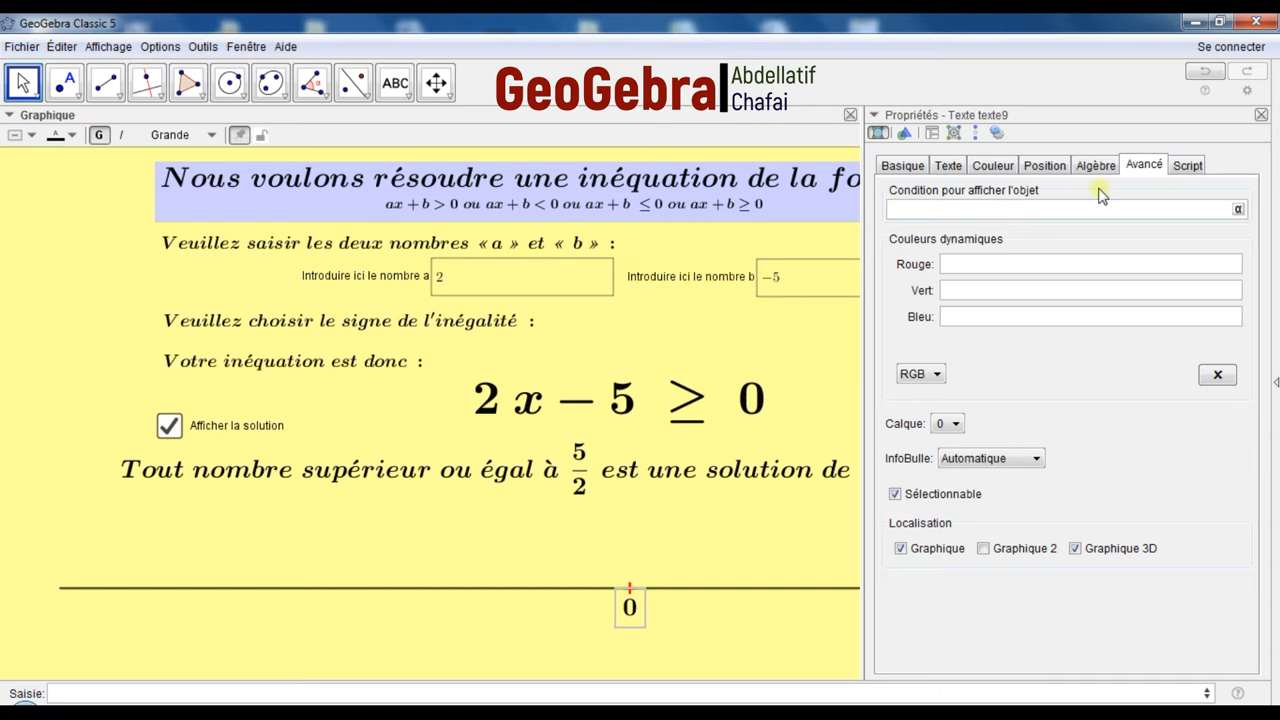 GeoGebra Classic 5
Fichier Éditer Affichage Options Outils Fenêtre Aide Se connecter
ABC
GeoGebra Abdellatif
Chafai
Graphique
G / Grande
Propriétés - Texte texte9
Basique Texte Couleur Position Algèbre Avancé Script
Nous voulons résoudre une inéquation de la fo
ax + b > 0 ou ax + b < 0 ou ax + b ≤ 0 ou ax + b ≥ 0
Veuillez saisir les deux nombres « a » et « b » :
Introduire ici le nombre a 2 Introduire ici le nombre b −5
Veuillez choisir le signe de l'inégalité :
Votre inéquation est donc :
2 x − 5 ≥ 0
Afficher la solution
Tout nombre supérieur ou égal à 5/2 est une solution de
0
Condition pour afficher l'objet
α
Couleurs dynamiques
Rouge:
Vert:
Bleu:
RGB x
Calque: 0
InfoBulle: Automatique
Sélectionnable
Localisation
Graphique Graphique 2 Graphique 3D
Saisie: